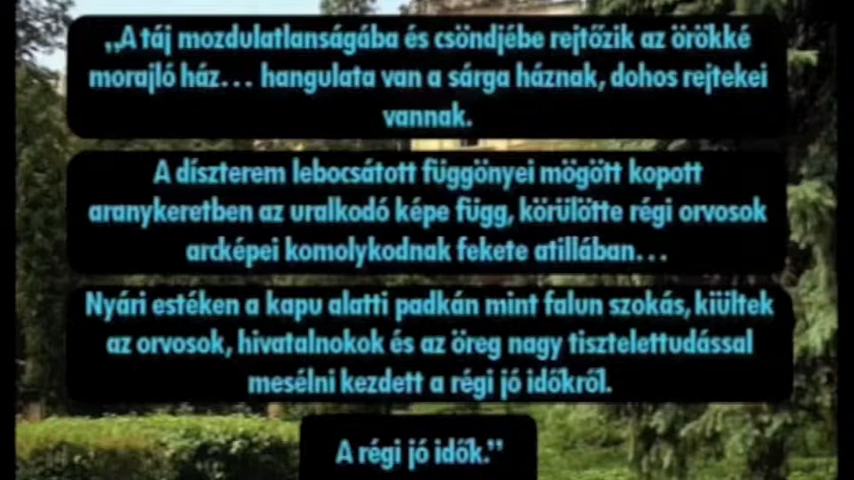 „A táj mozdulatlanságába és csöndjébe rejtőzik az örökké
morajló ház… hangulata van a sárga háznak, dohos rejtekei
vannak.
A díszterem lebocsátott függönyei mögött kopott
aranykeretben az uralkodó képe függ, körülötte régi orvosok
arcképei komolykodnak fekete atillában…
Nyári estéken a kapu alatti padkán mint falun szokás, kiültek
az orvosok, hivatalnokok és az öreg nagy tisztelettudással
mesélni kezdett a régi jó időkről.
A régi jó idők.”